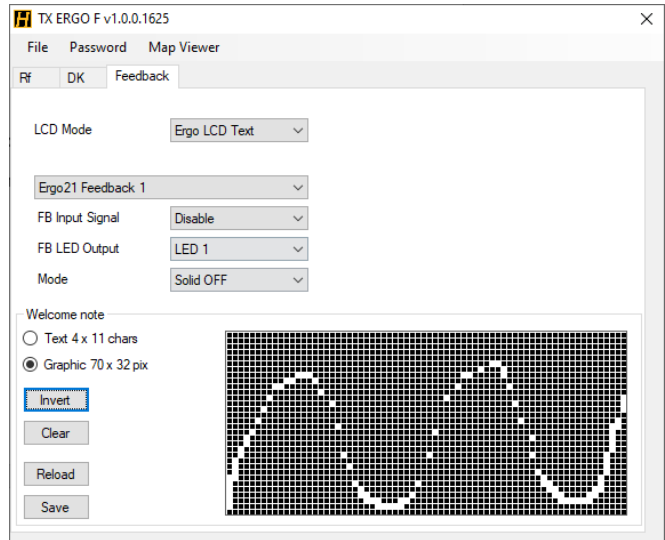 TX ERGO F v1.0.0.1625
File Password Map Viewer
Rf DK Feedback
LCD Mode Ergo LCD Text
Ergo21 Feedback 1
FB Input Signal Disable
FB LED Output LED 1
Mode Solid OFF
Welcome note
Text 4 x 11 chars
Graphic 70 x 32 pix
Invert
Clear
Reload
Save